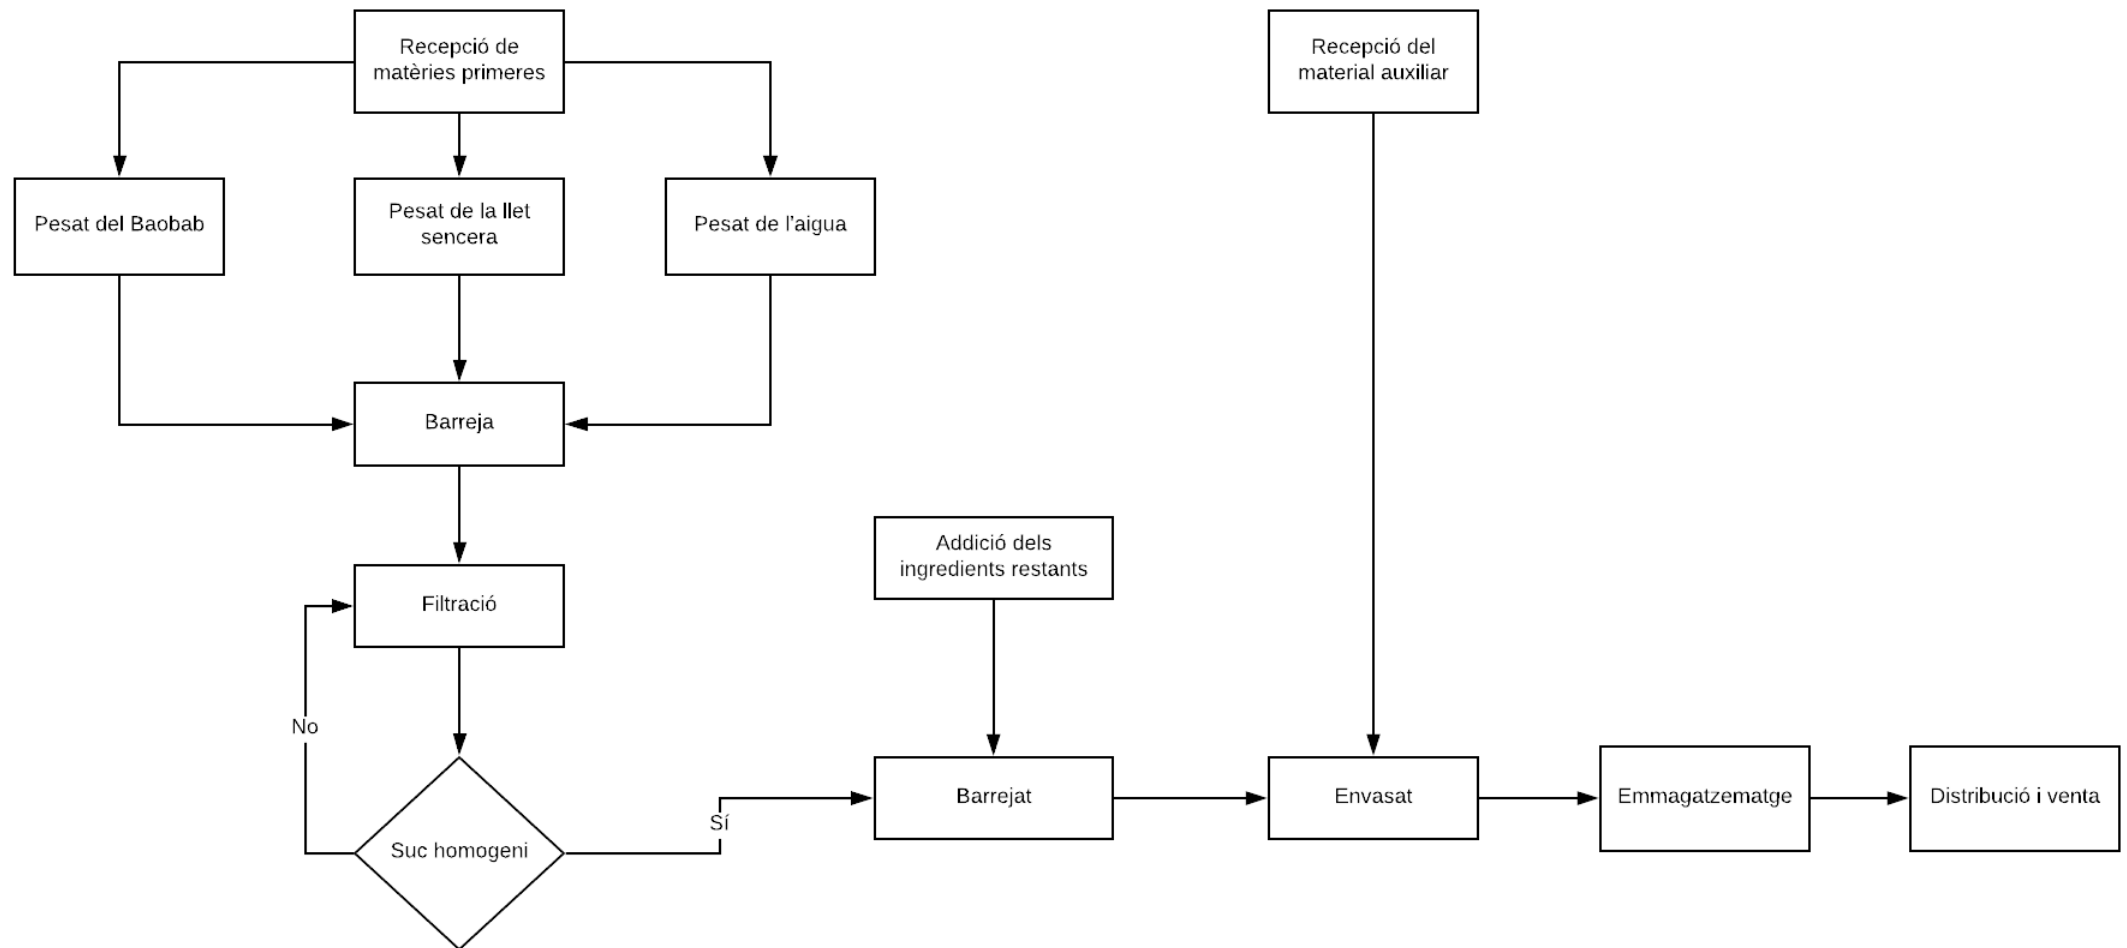 Recepció de
matèries primeres
Recepció del
material auxiliar
Pesat del Baobab
Pesat de la llet
sencera
Pesat de l'aigua
Barreja
Addició dels
ingredients restants
Filtració
No
Suc homogeni
Sí
Barrejat
Envasat
Emmagatzematge
Distribució i venta